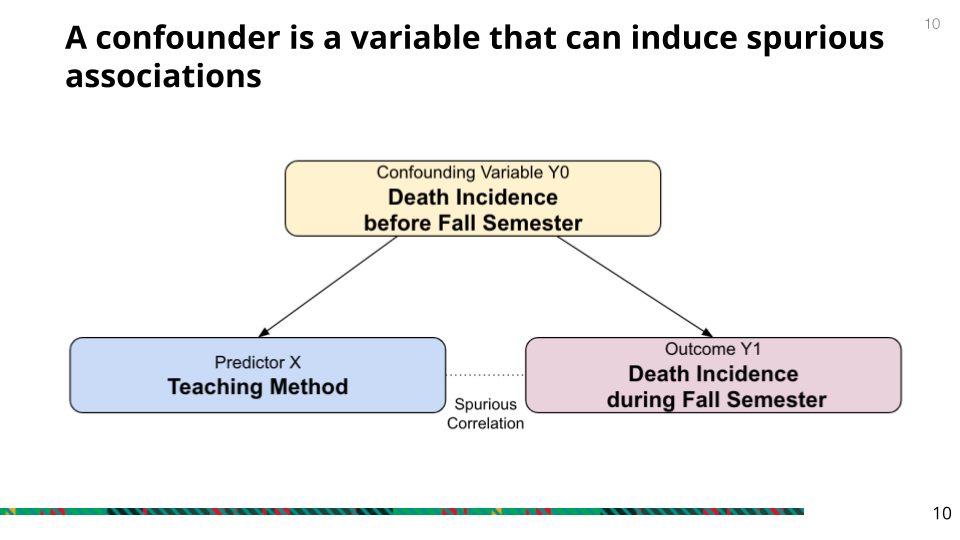 10
A confounder is a variable that can induce spurious
associations
Confounding Variable Y0
Death Incidence
before Fall Semester
Predictor X
Teaching Method
Outcome Y1
Death Incidence
during Fall Semester
Spurious
Correlation
10